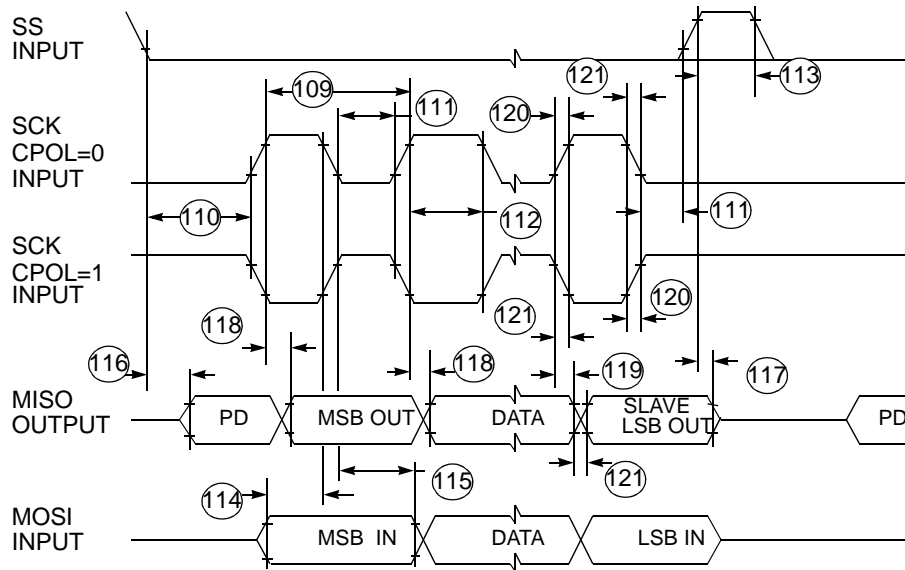 SS
INPUT
121
113
109
111
120
SCK
CPOL=0
INPUT
110
112
111
SCK
CPOL=1
INPUT
118
121
120
116
118
119
117
MISO
OUTPUT
PD
MSB OUT
DATA
SLAVE
LSB OUT
PD
114
115
121
MOSI
INPUT
MSB IN
DATA
LSB IN